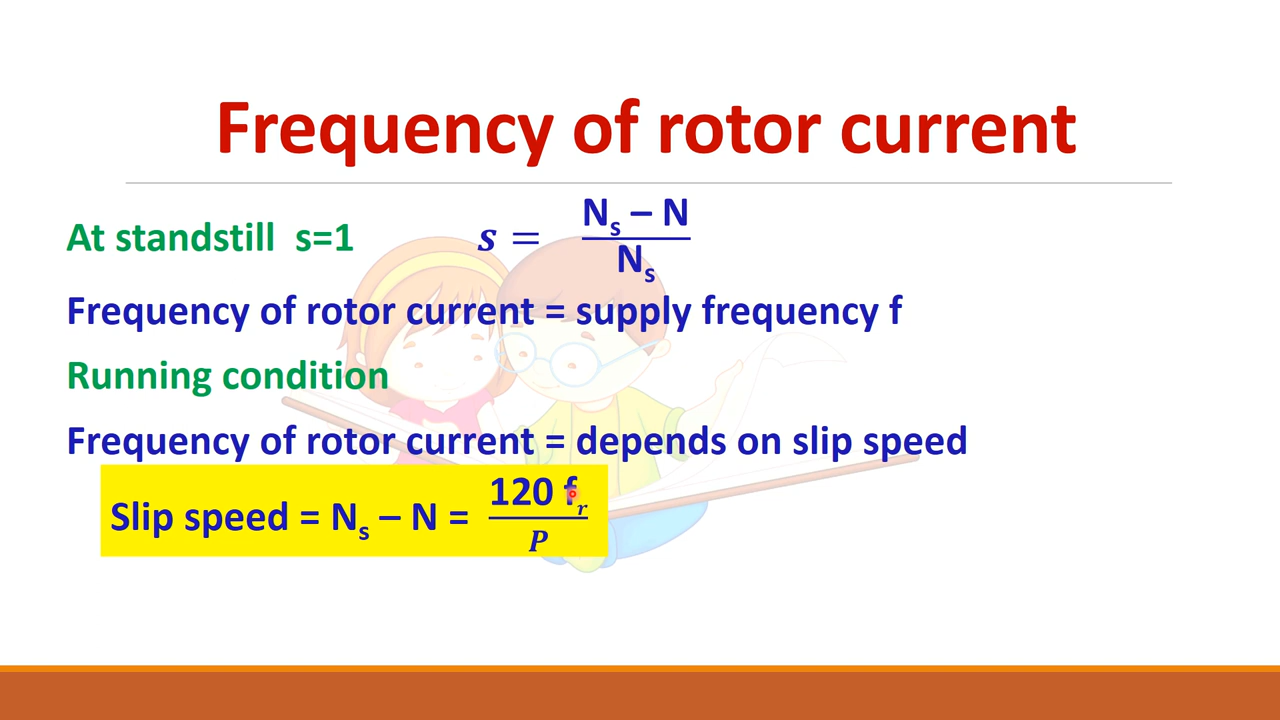 Frequency of rotor current
At standstill s=1 s = (Nₛ – N) / Nₛ
Frequency of rotor current = supply frequency f
Running condition
Frequency of rotor current = depends on slip speed
Slip speed = Nₛ – N = 120 fᵣ / P